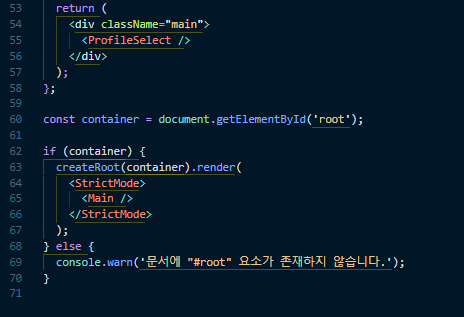 53 return (
54 <div className="main">
55 <ProfileSelect />
56 </div>
57 );
58 };
59
60 const container = document.getElementById('root');
61
62 if (container) {
63 createRoot(container).render(
64 <StrictMode>
65 <Main />
66 </StrictMode>
67 );
68 } else {
69 console.warn('문서에 "#root" 요소가 존재하지 않습니다.');
70 }
71